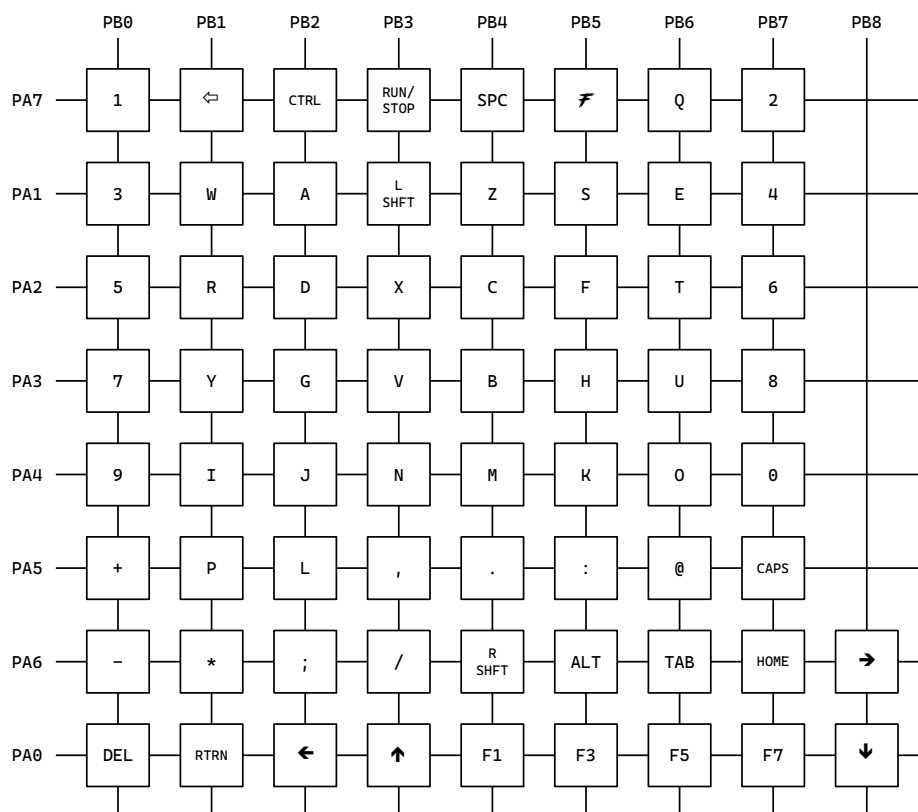 PB0 PB1 PB2 PB3 PB4 PB5 PB6 PB7 PB8
PA7 1 ⇦ CTRL RUN/ STOP SPC Q 2
PA1 3 W A L SHFT Z S E 4
PA2 5 R D X C F T 6
PA3 7 Y G V B H U 8
PA4 9 I J N M K O 0
PA5 + P L , . : @ CAPS
PA6 - * ; / R SHFT ALT TAB HOME ➔
PA0 DEL RTRN 🡸 🡹 F1 F3 F5 F7 🡻